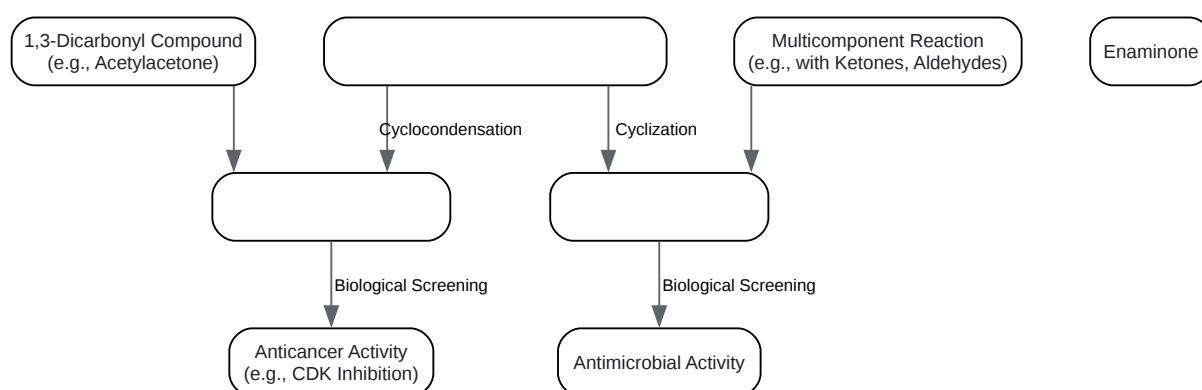 1,3-Dicarbonyl Compound
(e.g., Acetylacetone)
Multicomponent Reaction
(e.g., with Ketones, Aldehydes)
Enaminone
Cyclocondensation
Cyclization
Biological Screening
Biological Screening
Anticancer Activity
(e.g., CDK Inhibition)
Antimicrobial Activity